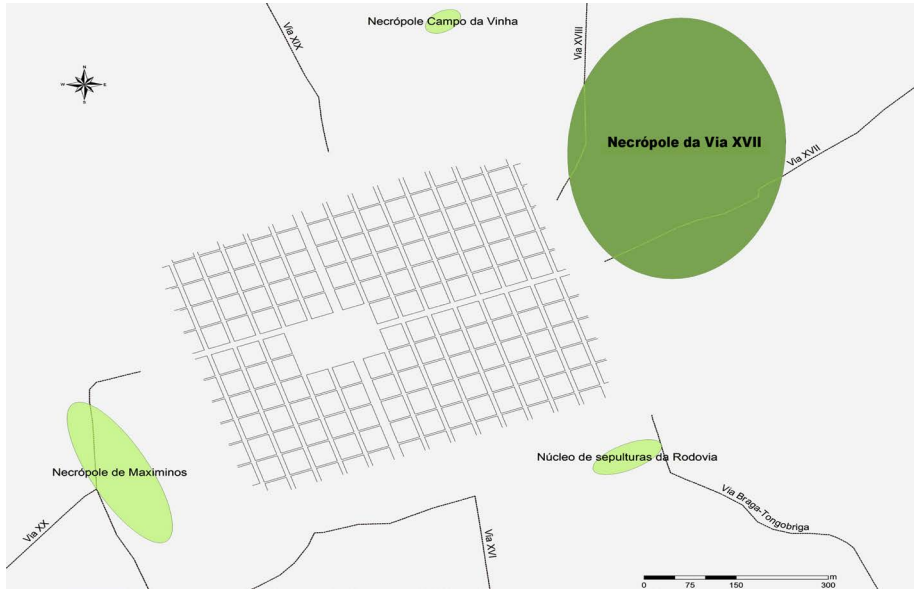 Necrópole Campo da Vinha
Via XIX
Via XVIII
N
W E
S
Necrópole da Via XVII
Via XVII
Necrópole de Maximinos
Núcleo de sepulturas da Rodovia
Via XX
Via XVI
Via Braga-Tongobriga
m
0 75 150 300